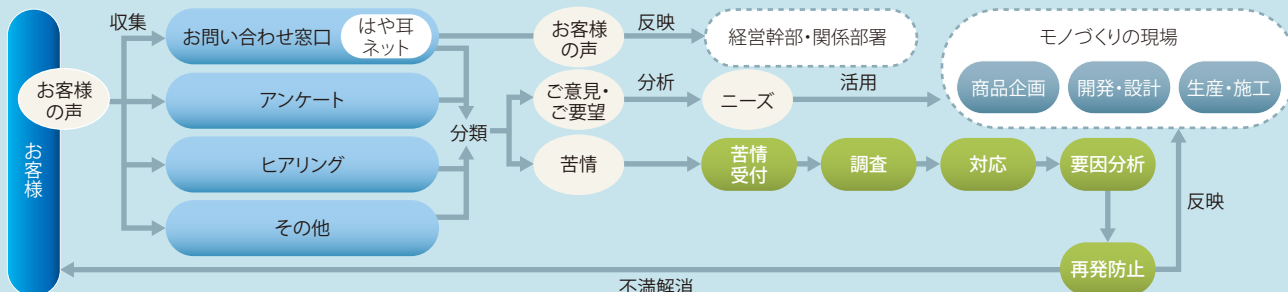 お客様
お客様
の声
収集
お問い合わせ窓口
はや耳
ネット
アンケート
ヒアリング
その他
分類
お客様
の声
反映
経営幹部・関係部署
ご意見・
ご要望
分析
ニーズ
活用
モノづくりの現場
商品企画
開発・設計
生産・施工
苦情
苦情
受付
調査
対応
要因分析
再発防止
反映
不満解消